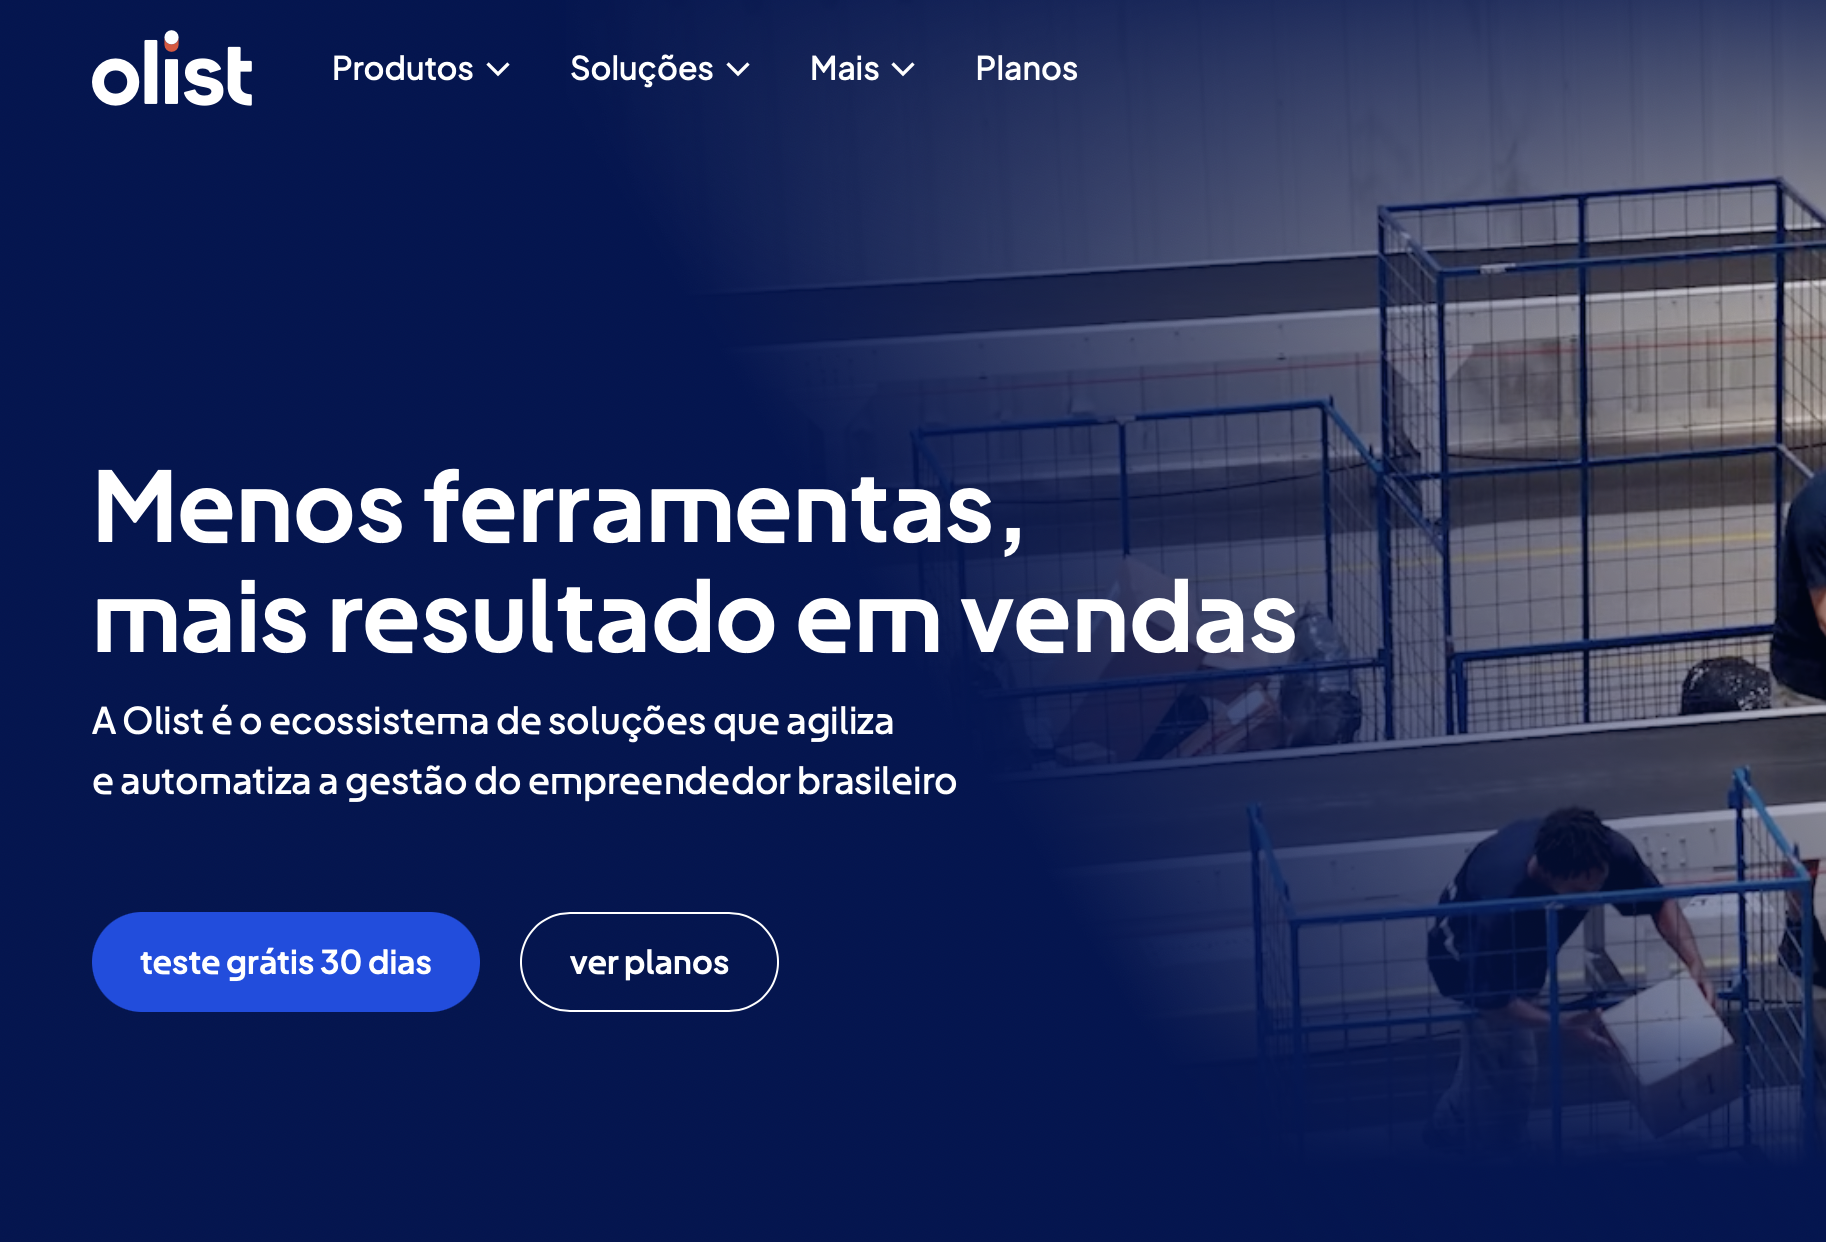 olist
Produtos
Soluções
Mais
Planos
Menos ferramentas,
mais resultado em vendas
A Olist é o ecossistema de soluções que agiliza
e automatiza a gestão do empreendedor brasileiro
teste grátis 30 dias
ver planos